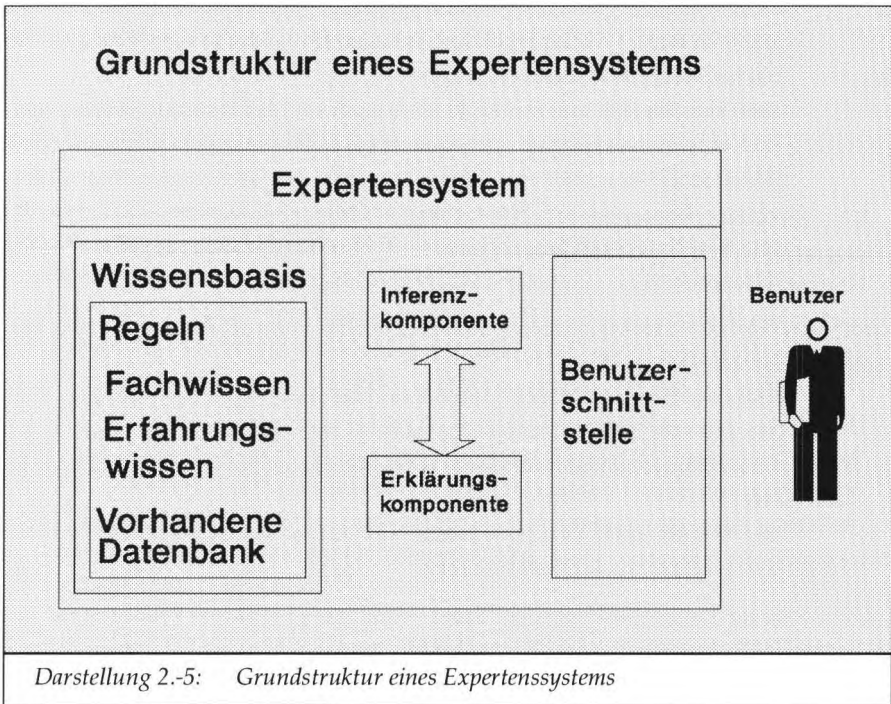 Grundstruktur eines Expertensystems
Expertensystem
Wissensbasis
Regeln
Fachwissen
Erfahrungs-
wissen
Vorhandene
Datenbank
Inferenz-
komponente
Erklärungs-
komponente
Benutzer-
schnitt-
stelle
Benutzer
Darstellung 2.-5: Grundstruktur eines Expertenssystems